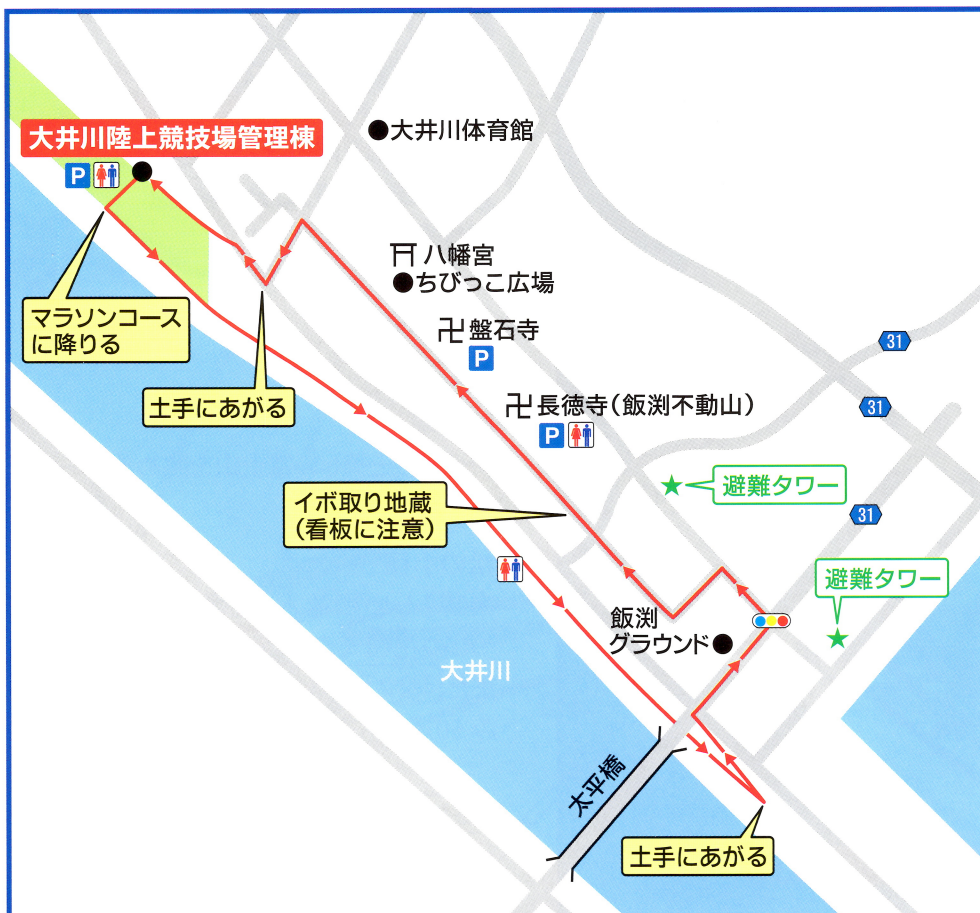 大井川陸上競技場管理棟
P
大井川体育館
八幡宮
ちびっこ広場
マラソンコース
に降りる
盤石寺
P
31
土手にあがる
長徳寺（飯渕不動山）
P
31
イボ取り地蔵
（看板に注意）
避難タワー
31
避難タワー
飯渕
グラウンド
大井川
太平橋
土手にあがる